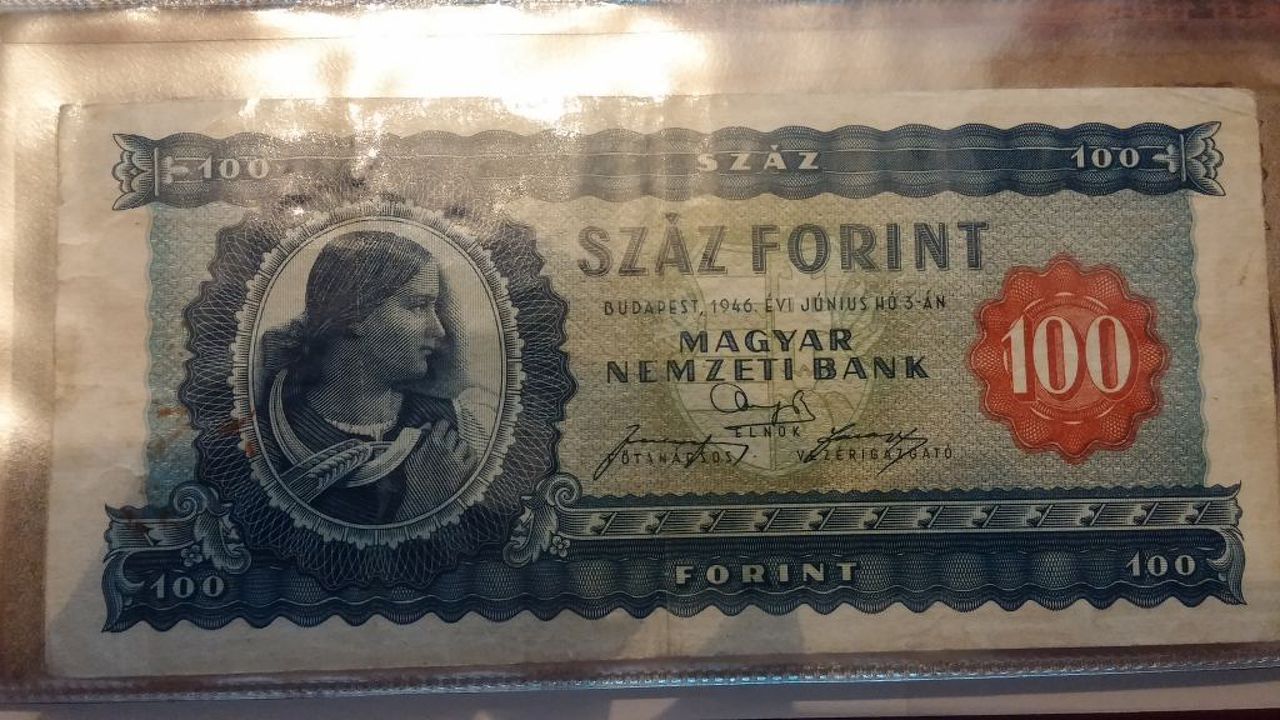 100 SZÁZ 100
SZÁZ FORINT
BUDAPEST, 1946. ÉVI JÚNIUS HÓ 3-ÁN
MAGYAR
NEMZETI BANK
100
ELNÖK
FŐTANÁCSOS VEZÉRIGAZGATÓ
100 FORINT 100